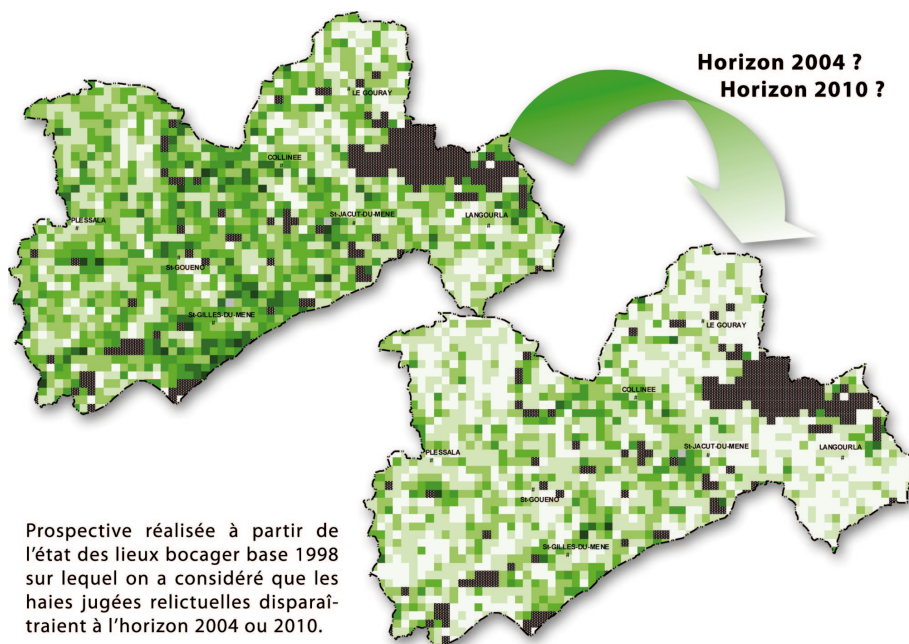 Horizon 2004 ?
Horizon 2010 ?
LE GOURAY
COLLINEE
St-JACUT-DU-MENE
LANGOURLA
PLESSALA
St-GOUENO
St-GILLES-DU-MENE
LE GOURAY
COLLINEE
St-JACUT-DU-MENE
LANGOURLA
PLESSALA
St-GOUENO
St-GILLES-DU-MENE
Prospective réalisée à partir de
l'état des lieux bocager base 1998
sur lequel on a considéré que les
haies jugées relictuelles disparaî-
traient à l'horizon 2004 ou 2010.